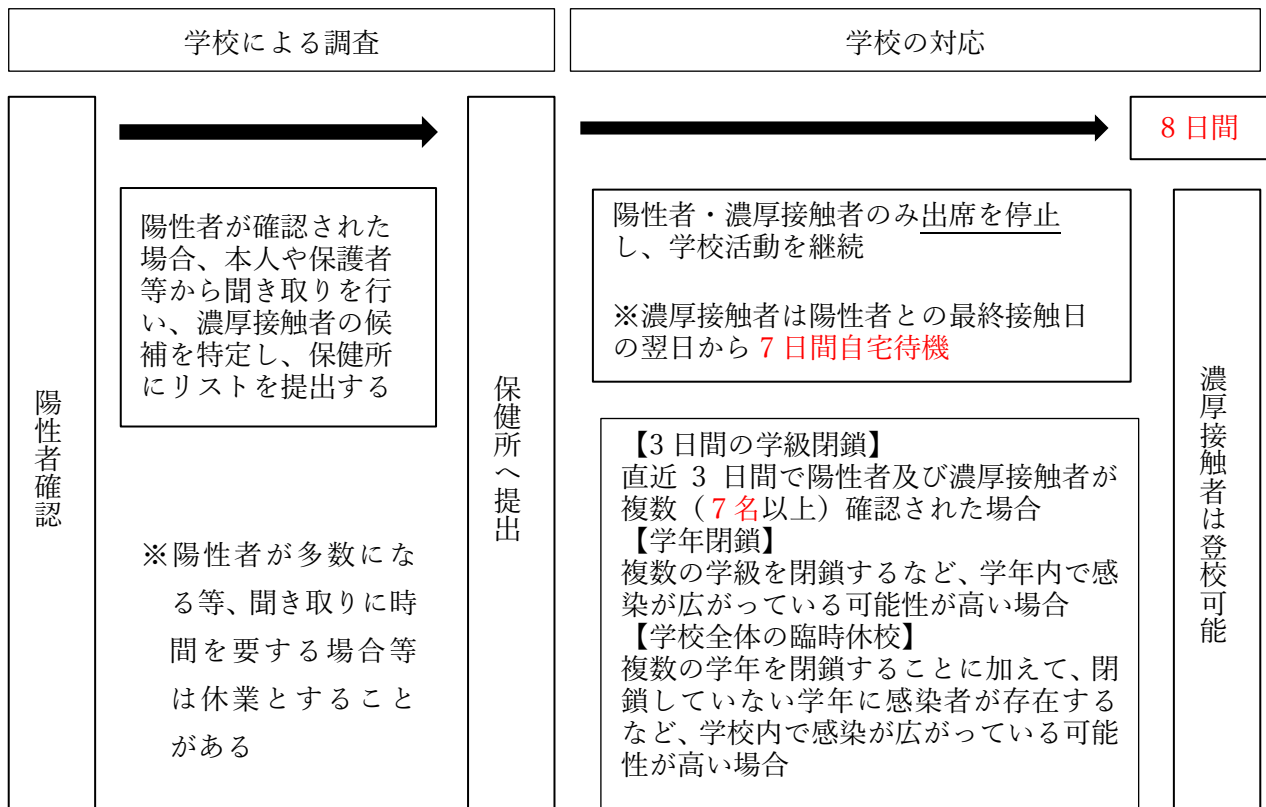 学校による調査
学校の対応
陽性者確認
陽性者が確認された
場合、本人や保護者
等から聞き取りを行
い、濃厚接触者の候
補を特定し、保健所
にリストを提出する
※陽性者が多数にな
る等、聞き取りに時
間を要する場合等
は休業とすること
がある
保健所へ提出
8日間
陽性者・濃厚接触者のみ出席を停止
し、学校活動を継続
※濃厚接触者は陽性者との最終接触日
の翌日から7日間自宅待機
【3日間の学級閉鎖】
直近 3 日間で陽性者及び濃厚接触者が
複数（7名以上）確認された場合
【学年閉鎖】
複数の学級を閉鎖するなど、学年内で感
染が広がっている可能性が高い場合
【学校全体の臨時休校】
複数の学年を閉鎖することに加えて、閉
鎖していない学年に感染者が存在する
など、学校内で感染が広がっている可能
性が高い場合
濃厚接触者は登校可能